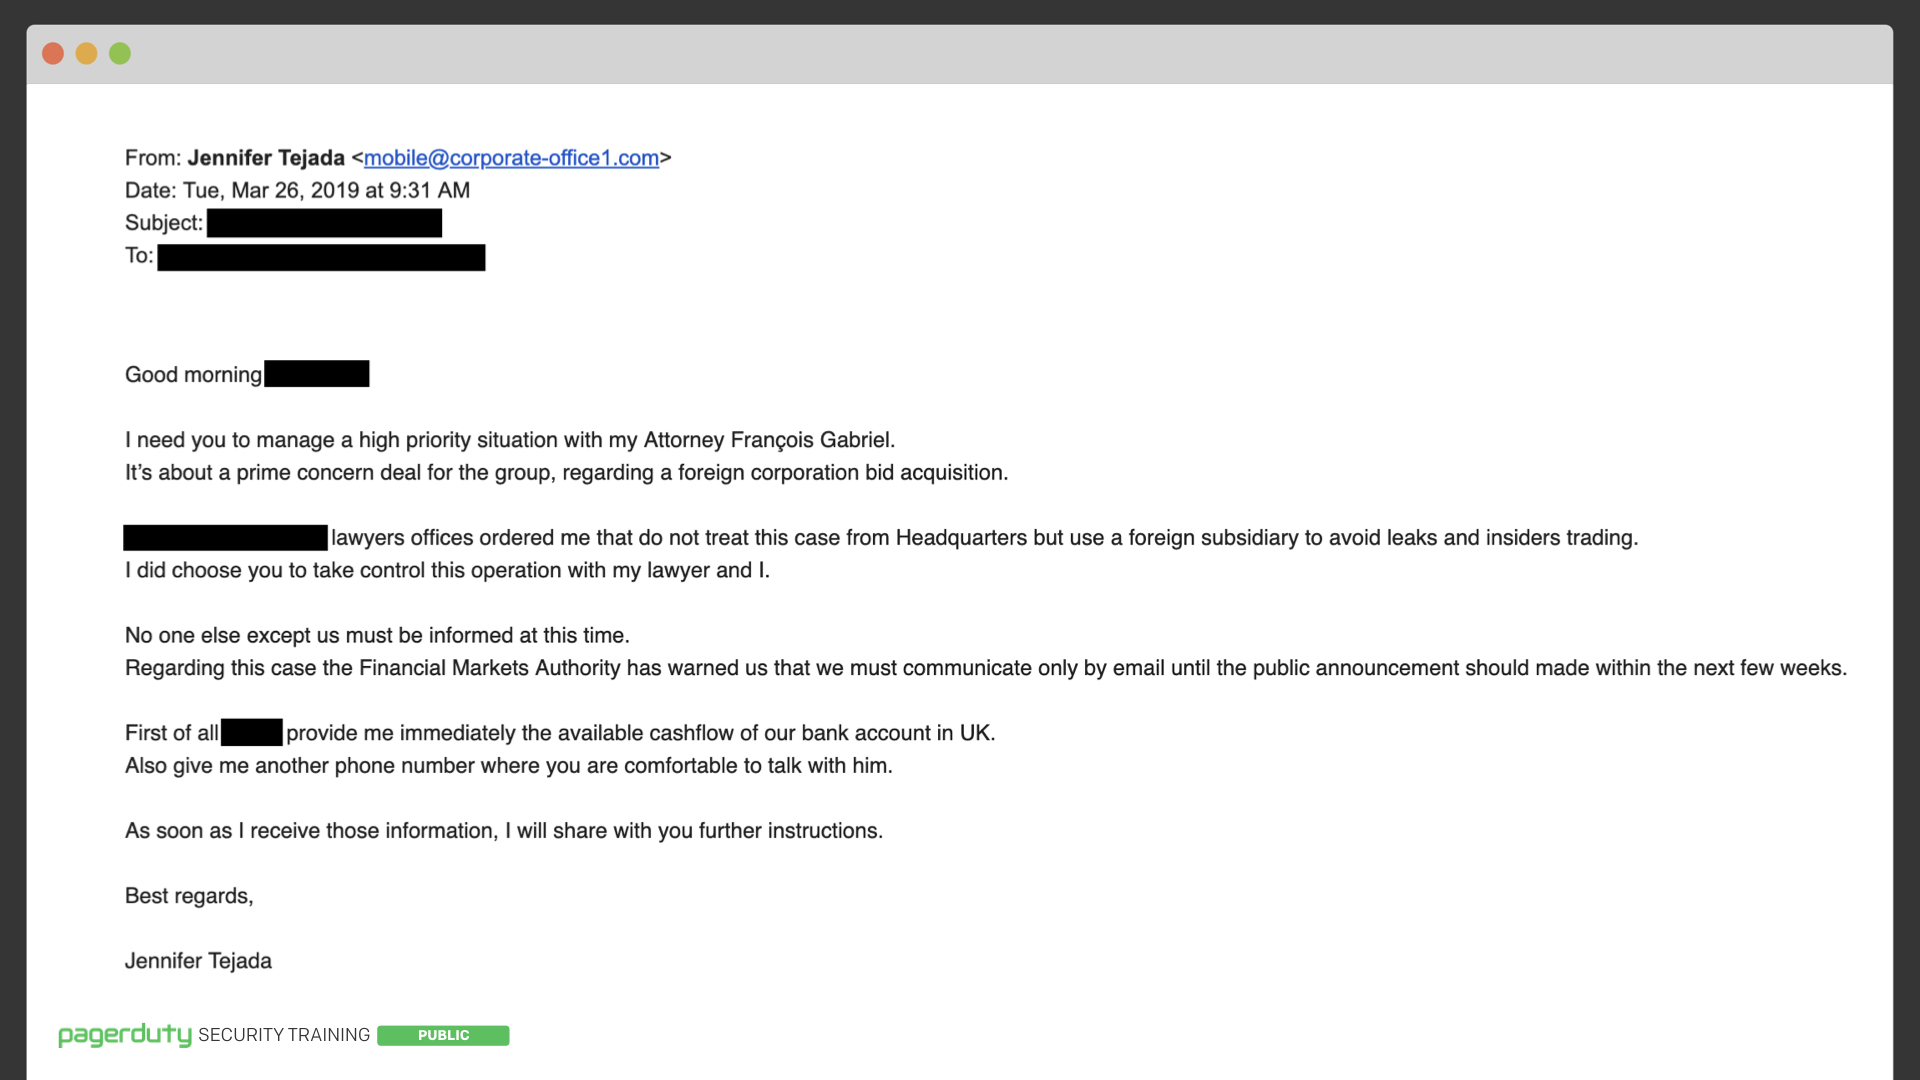 From: Jennifer Tejada <mobile@corporate-office1.com>
Date: Tue, Mar 26, 2019 at 9:31 AM
Subject:
To:
Good morning
I need you to manage a high priority situation with my Attorney François Gabriel.
It’s about a prime concern deal for the group, regarding a foreign corporation bid acquisition.
lawyers offices ordered me that do not treat this case from Headquarters but use a foreign subsidiary to avoid leaks and insiders trading.
I did choose you to take control this operation with my lawyer and I.
No one else except us must be informed at this time.
Regarding this case the Financial Markets Authority has warned us that we must communicate only by email until the public announcement should made within the next few weeks.
First of all provide me immediately the available cashflow of our bank account in UK.
Also give me another phone number where you are comfortable to talk with him.
As soon as I receive those information, I will share with you further instructions.
Best regards,
Jennifer Tejada
pagerduty SECURITY TRAINING PUBLIC